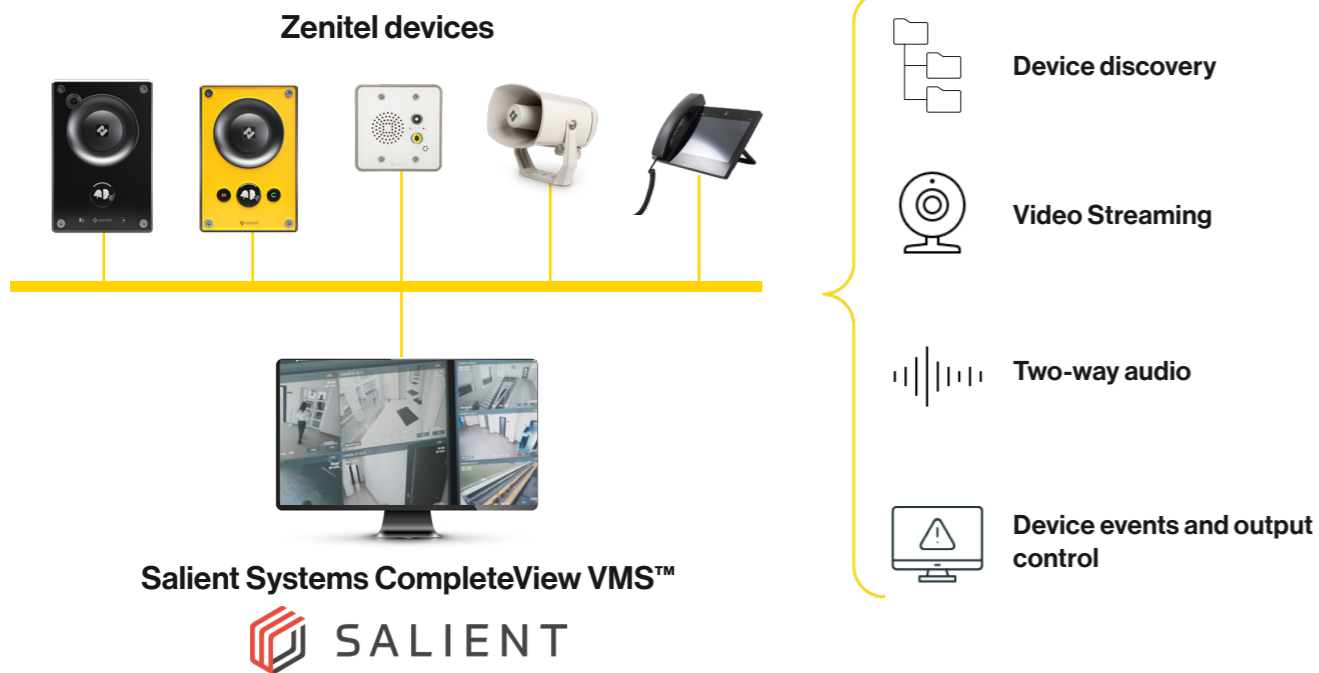 Zenitel devices
M
C
Device discovery
Video Streaming
Two-way audio
Device events and output
control
Salient Systems CompleteView VMS™
SALIENT